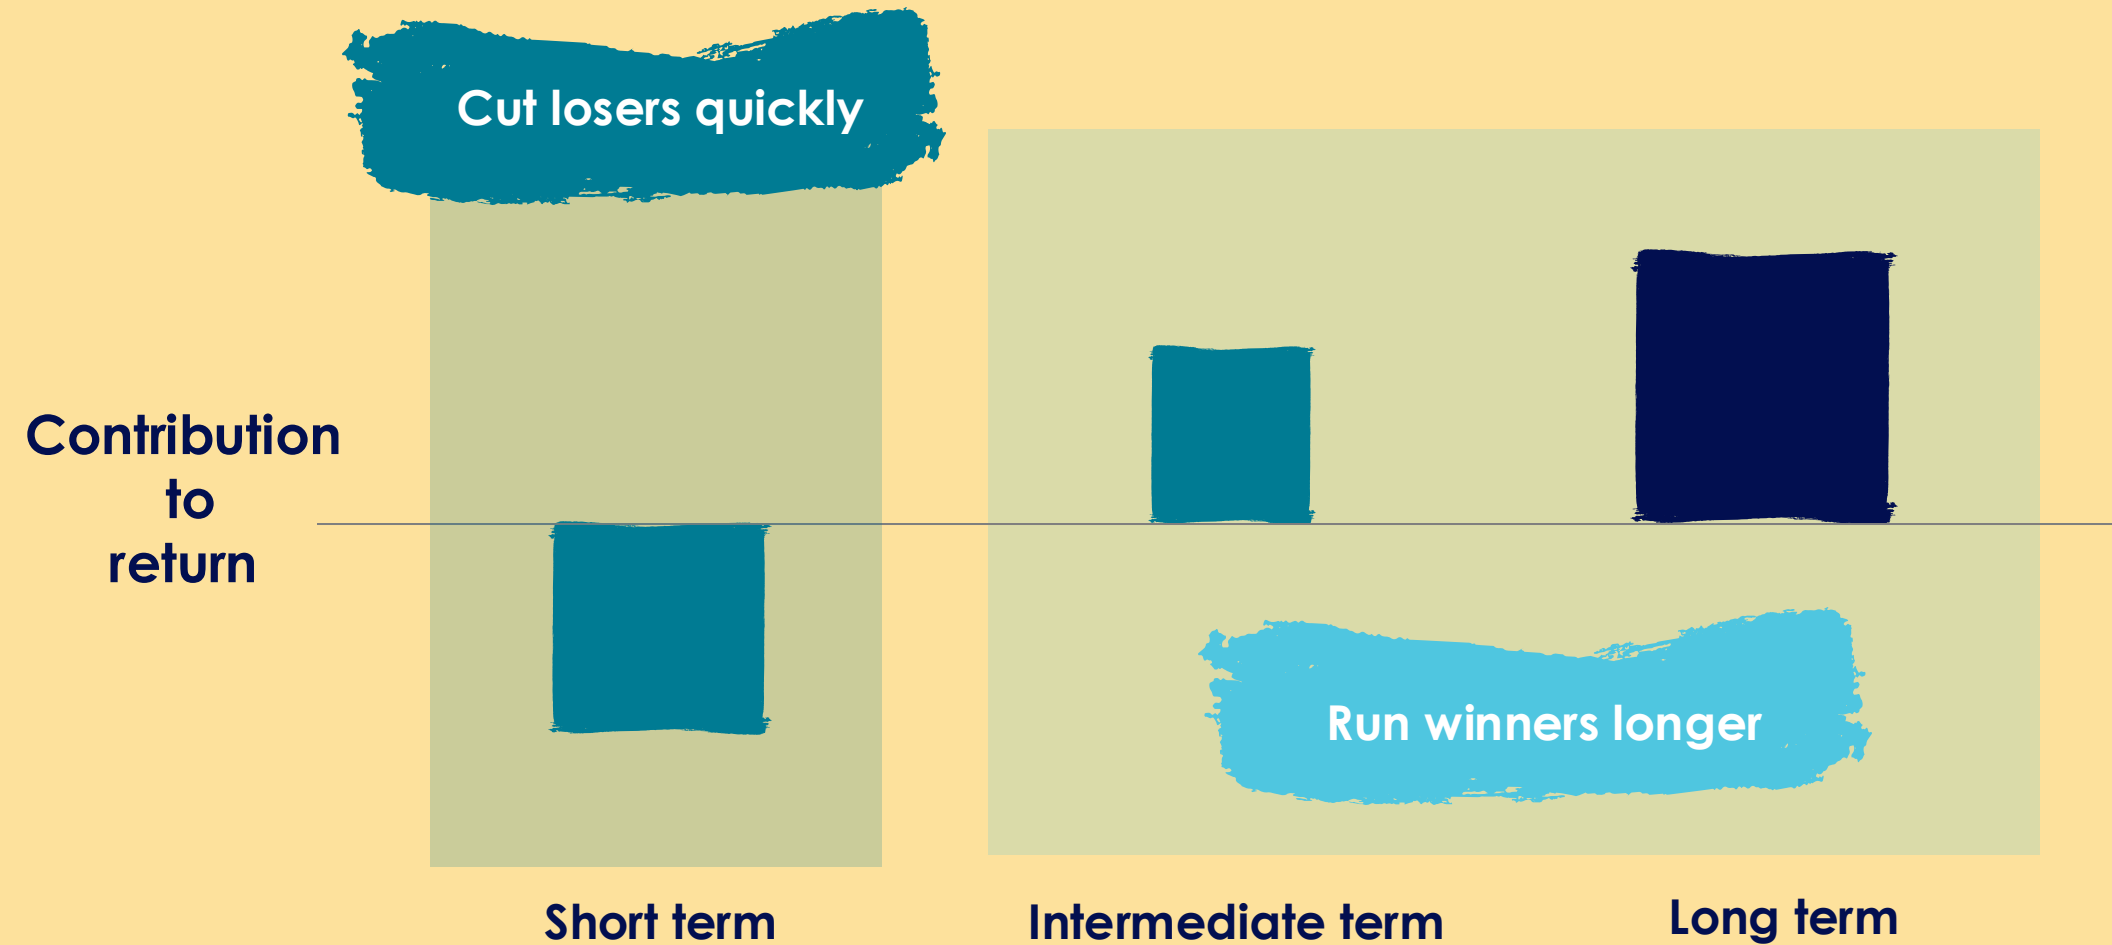 Cut losers quickly
Contribution
to
return
Run winners longer
Short term
Intermediate term
Long term